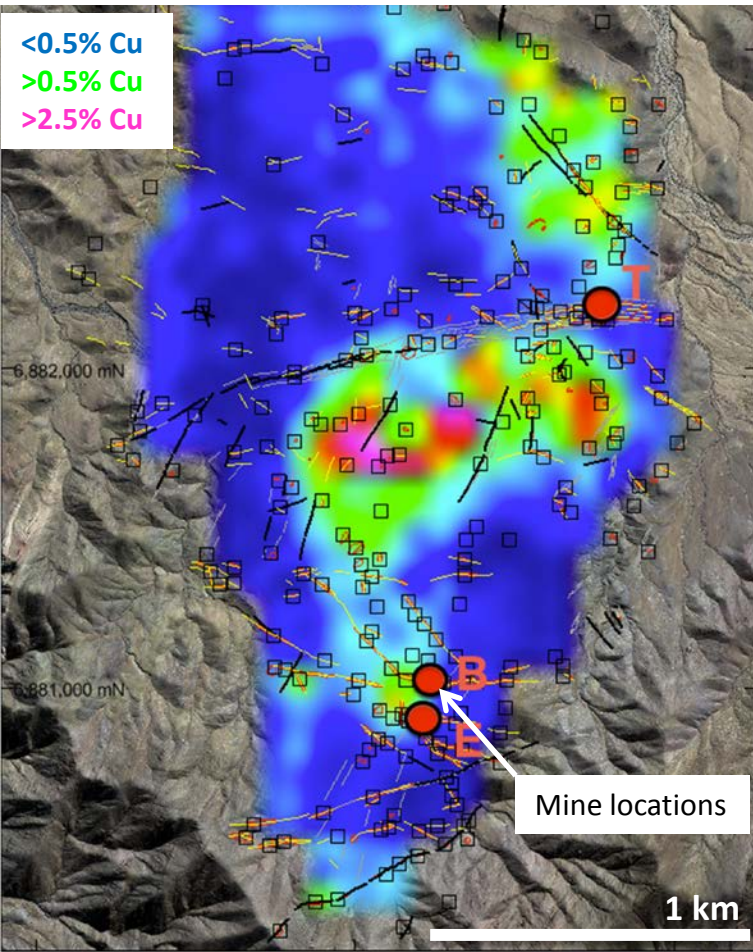 <0.5% Cu
>0.5% Cu
>2.5% Cu
T
6,882,000 mN
B
6,881,000 mN
E
Mine locations
1 km